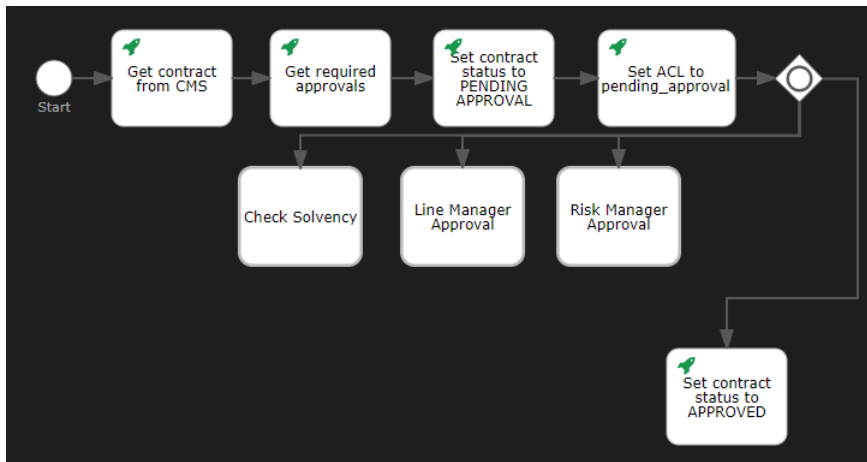 Start
Get contract
from CMS
Get required
approvals
Set contract
status to
PENDING
APPROVAL
Set ACL to
pending_approval
Check Solvency
Line Manager
Approval
Risk Manager
Approval
Set contract
status to
APPROVED